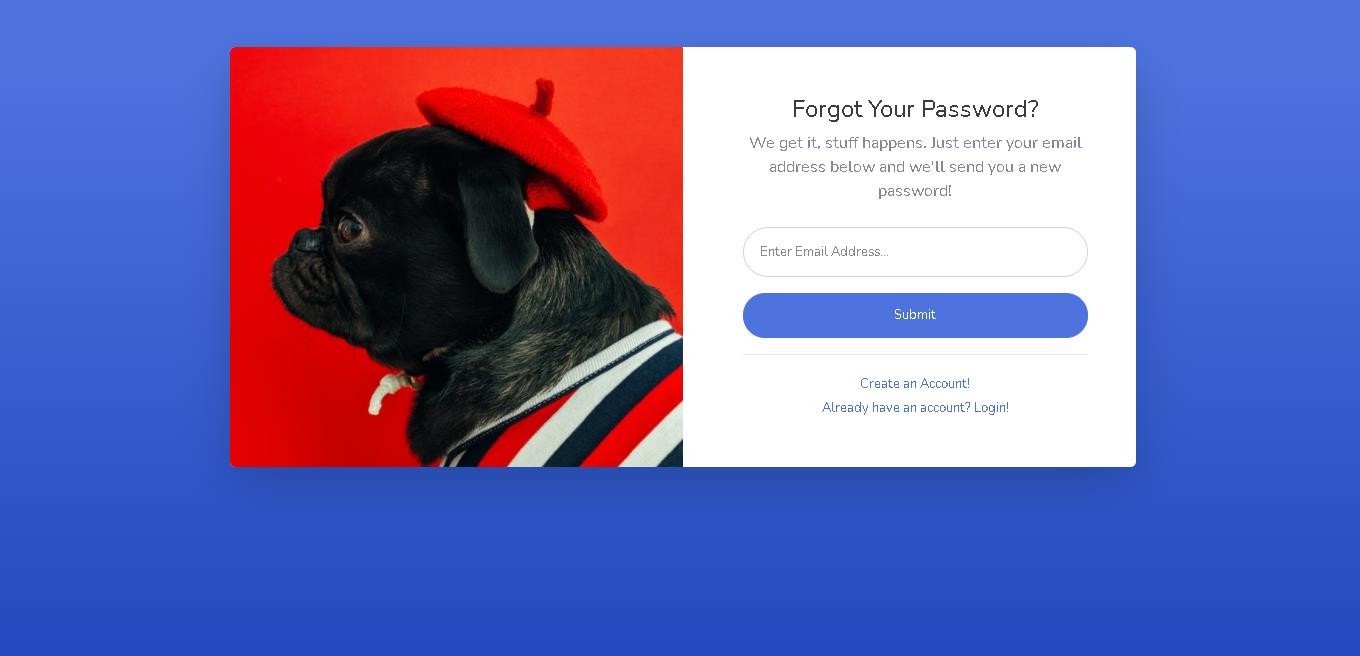 Forgot Your Password?
We get it, stuff happens. Just enter your email
address below and we'll send you a new
password!
Enter Email Address...
Submit
Create an Account!
Already have an account? Login!